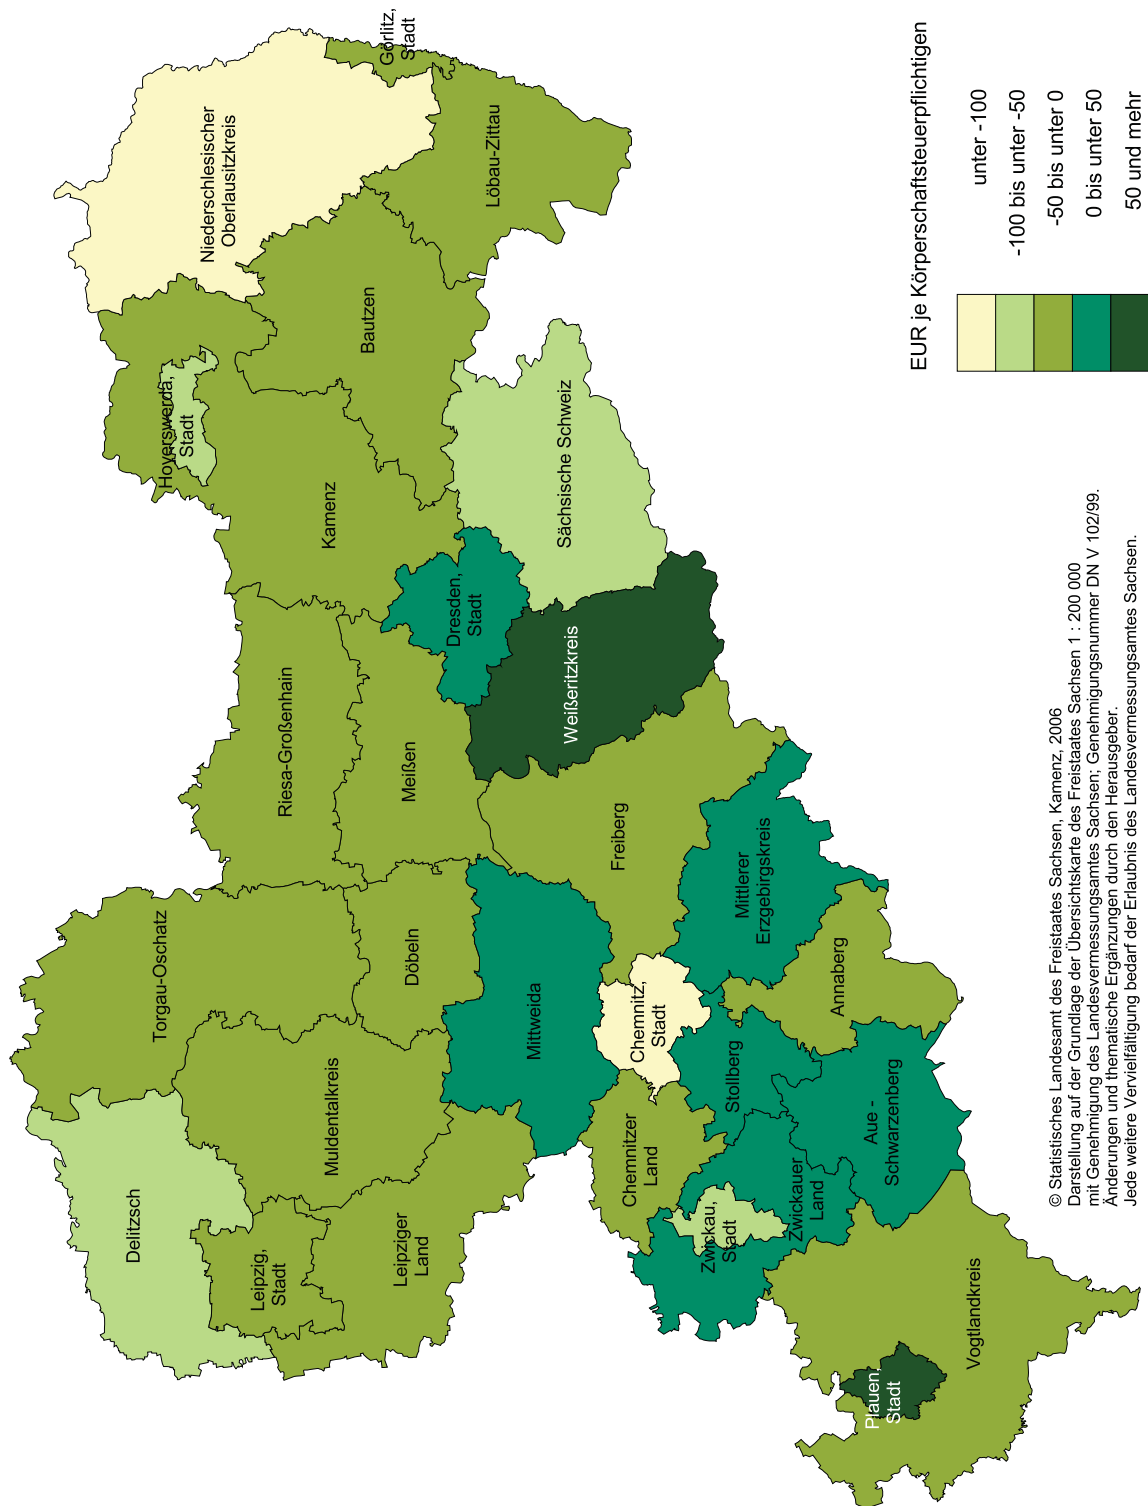 Delitzsch
Torgau-Oschatz
Leipzig,
Stadt
Leipziger
Land
Muldentalkreis
Döbeln
Riesa-Großenhain
Meißen
Kamenz
Hoyerswerda,
Stadt
Bautzen
Niederschlesischer
Oberlausitzkreis
Görlitz,
Stadt
Löbau-Zittau
Dresden,
Stadt
Sächsische Schweiz
Weißeritzkreis
Freiberg
Mittweida
Chemnitz,
Stadt
Mittlerer
Erzgebirgskreis
Annaberg
Stollberg
Chemnitzer
Land
Zwickau,
Stadt
Zwickauer
Land
Aue -
Schwarzenberg
Vogtlandkreis
Plauen,
Stadt
EUR je Körperschaftsteuerpflichtigen
unter -100
-100 bis unter -50
-50 bis unter 0
0 bis unter 50
50 und mehr
© Statistisches Landesamt des Freistaates Sachsen, Kamenz, 2006
Darstellung auf der Grundlage der Übersichtskarte des Freistaates Sachsen 1 : 200 000
mit Genehmigung des Landesvermessungsamtes Sachsen; Genehmigungsnummer DN V 102/99.
Änderungen und thematische Ergänzungen durch den Herausgeber.
Jede weitere Vervielfältigung bedarf der Erlaubnis des Landesvermessungsamtes Sachsen.